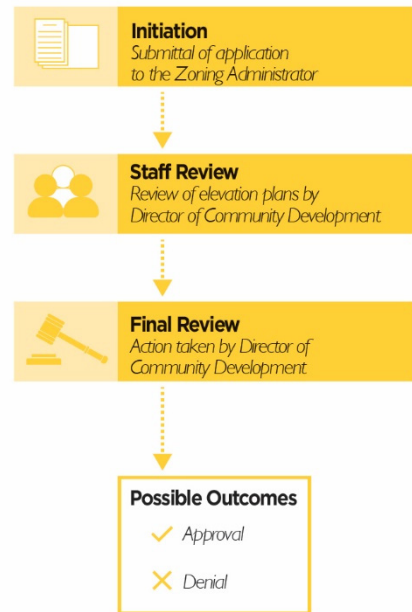 Initiation
Submittal of application
to the Zoning Administrator
Staff Review
Review of elevation plans by
Director of Community Development
Final Review
Action taken by Director of
Community Development
Possible Outcomes
Approval
Denial